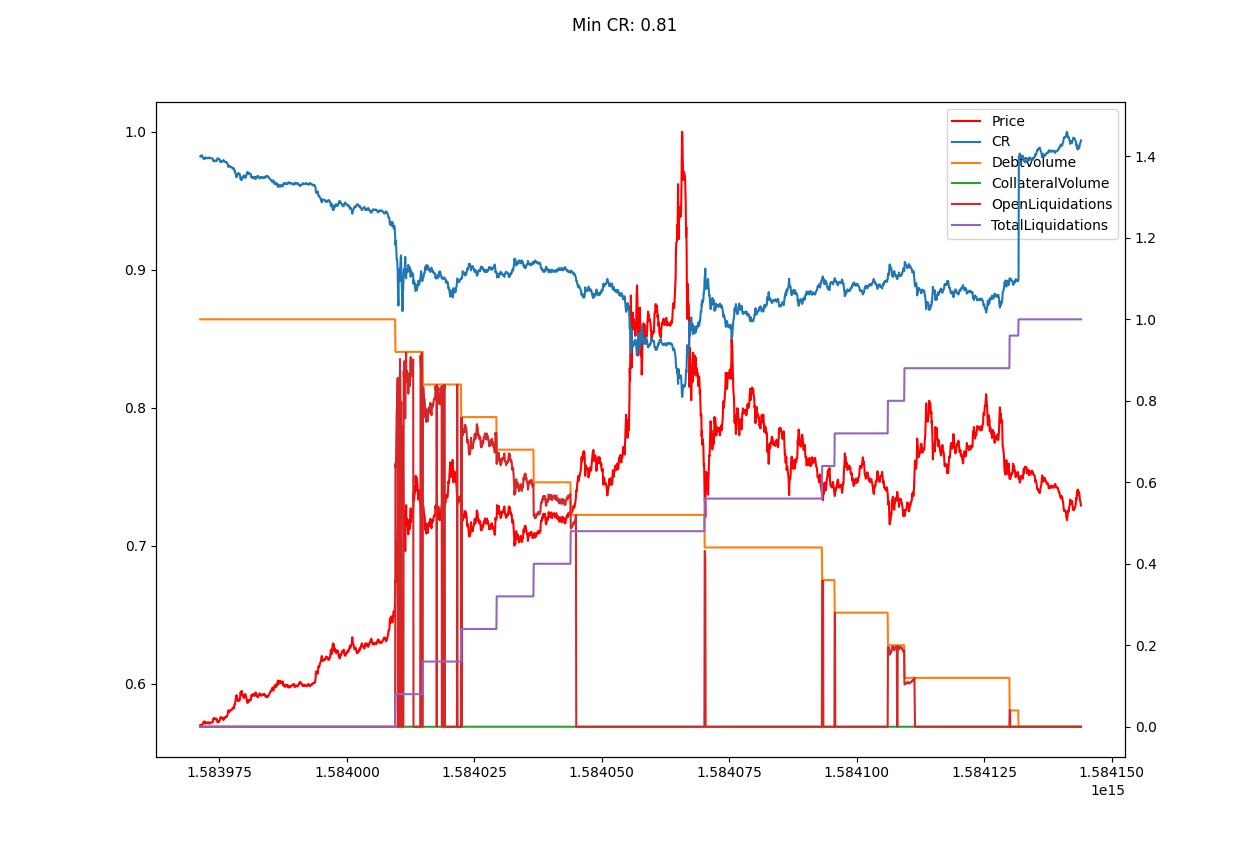 Min CR: 0.81
1.0
0.9
0.8
0.7
0.6
Price
CR
DebtVolume
CollateralVolume
OpenLiquidations
TotalLiquidations
1.4
1.2
1.0
0.8
0.6
0.4
0.2
0.0
1.583975 1.584000 1.584025 1.584050 1.584075 1.584100 1.584125 1.584150
1e15